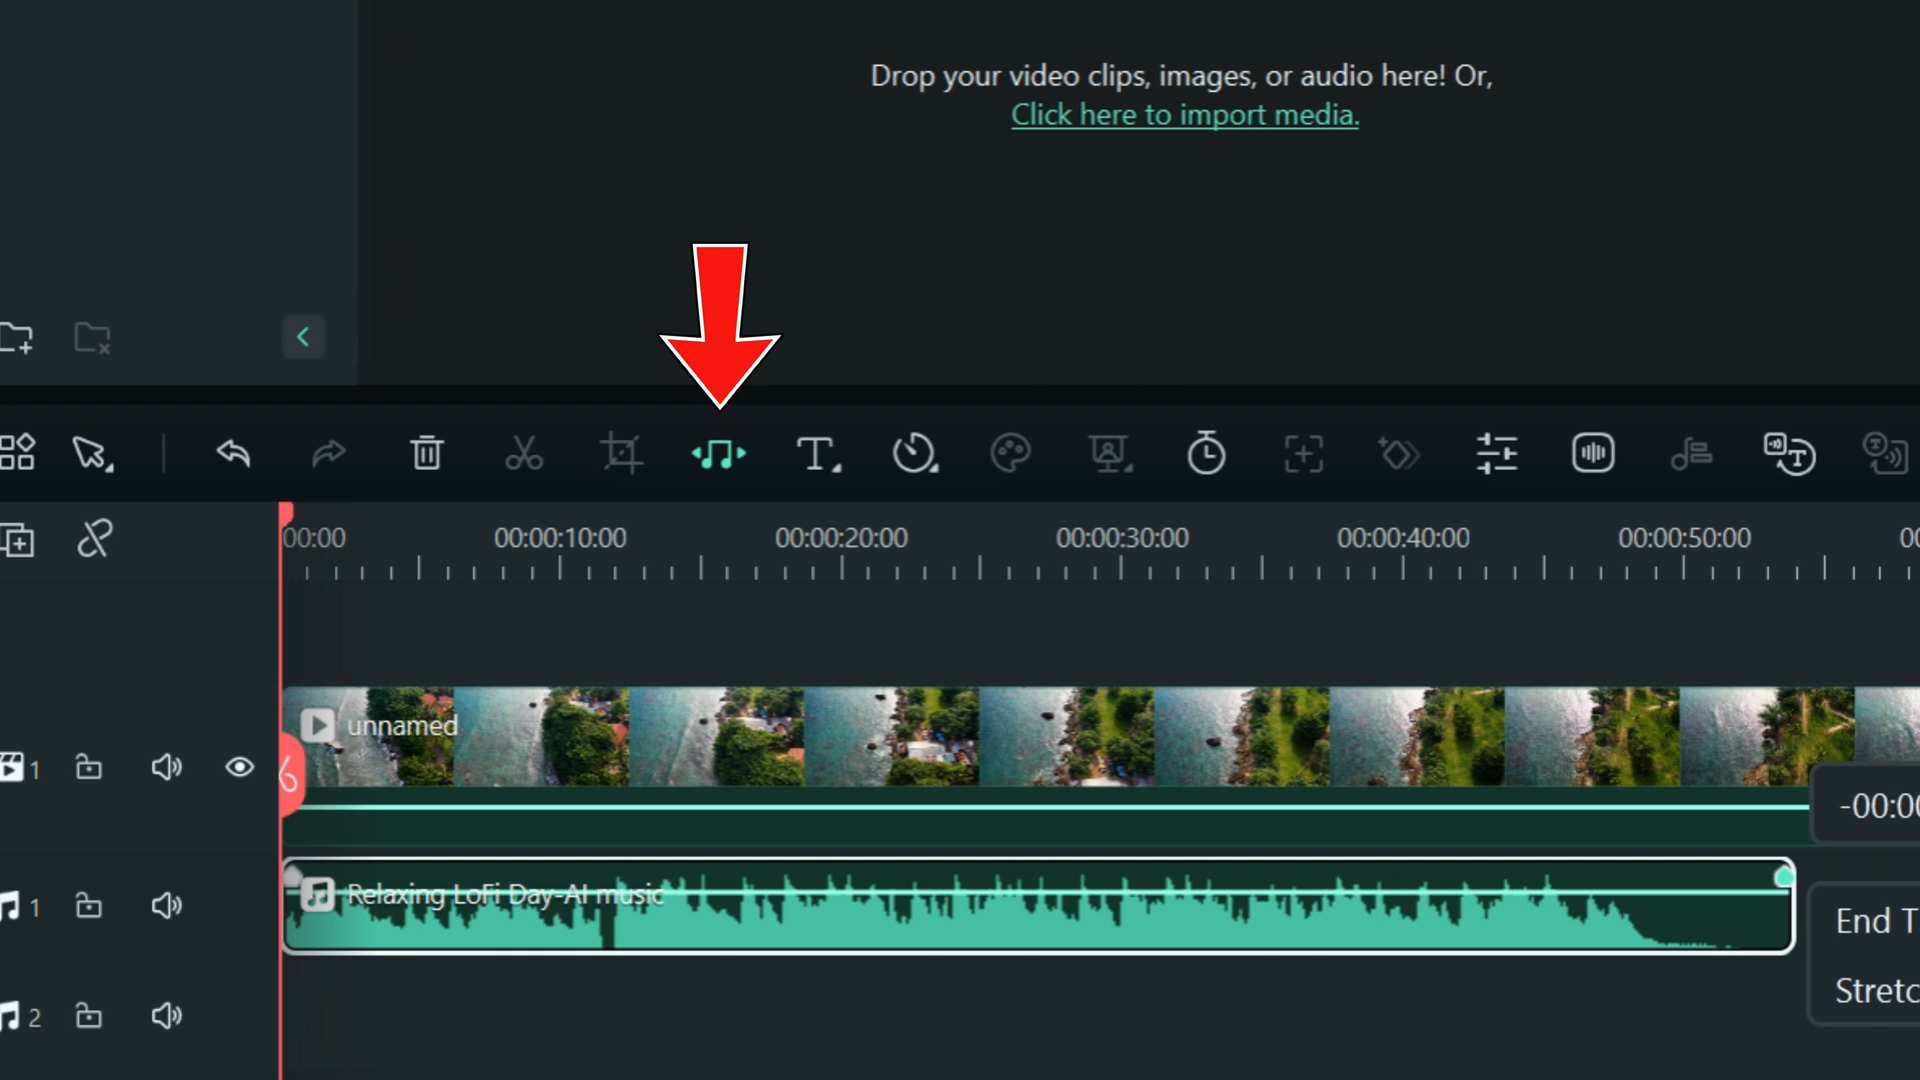 Drop your video clips, images, or audio here! Or,
Click here to import media.
00:00
00:00:10:00
00:00:20:00
00:00:30:00
00:00:40:00
00:00:50:00
00
unnamed
1
-00:00
Relaxing LoFi Day-AI music
1
End T
Stretc
2